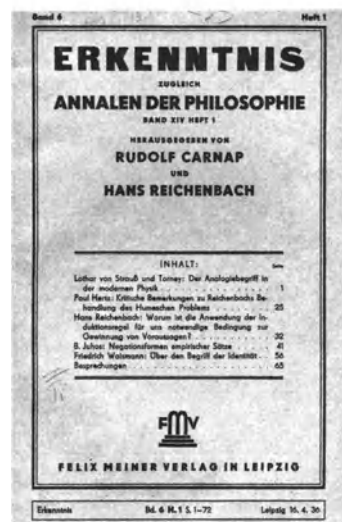 Band 6 Heft 1
ERKENNTNIS
ZUGLEICH
ANNALEN DER PHILOSOPHIE
BAND XIV HEFT 1
HERAUSGEGEBEN VON
RUDOLF CARNAP
UND
HANS REICHENBACH
INHALT: Seite
Lothar von Strauß und Torney: Der Analogiebegriff in
der modernen Physik . . . . . . . . . . . . . 1
Paul Hertz: Kritische Bemerkungen zu Reichenbachs Be-
handlung des Humeschen Problems . . . . . 25
Hans Reichenbach: Warum ist die Anwendung der In-
duktionsregel für uns notwendige Bedingung zur
Gewinnung von Voraussagen? . . . . . . . . 32
B. Juhos: Negationsformen empirischer Sätze . . . 41
Friedrich Waismann: Über den Begriff der Identität . . 56
Besprechungen . . . . . . . . . . . . . . . . 65
FMV
FELIX MEINER VERLAG IN LEIPZIG
Erkenntnis Bd. 6 H. 1 S. 1-72 Leipzig 16. 4. 36